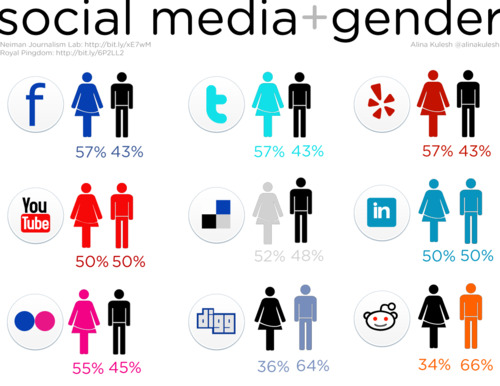 social media+gender
Neiman Journalism Lab: http://bit.ly/xE7wM
Royal Pingdom: http://bit.ly/6P2LL2
Alina Kulesh @alinakulesh
f
t
57% 43%
57% 43%
57% 43%
You
Tube
in
50% 50%
52% 48%
50% 50%
55% 45%
36% 64%
34% 66%